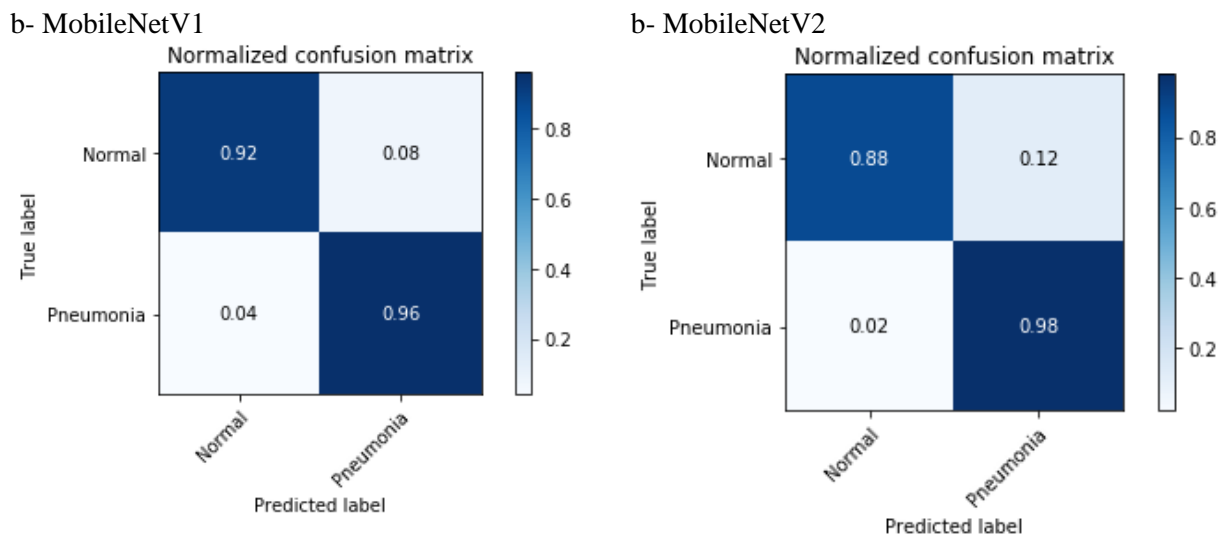 b- MobileNetV1
Normalized confusion matrix
Normal
0.92
0.08
Pneumonia
0.04
0.96
True label
Normal
Pneumonia
Predicted label
0.8
0.6
0.4
0.2
b- MobileNetV2
Normalized confusion matrix
Normal
0.88
0.12
Pneumonia
0.02
0.98
True label
Normal
Pneumonia
Predicted label
0.8
0.6
0.4
0.2